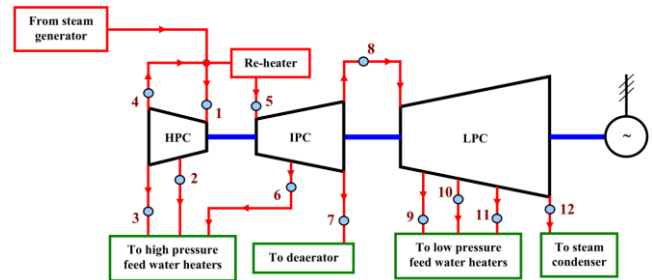 From steam
generator
Re-heater
8
4
1
5
HPC
IPC
LPC
~
2
6
3
7
9
10
11
12
To high pressure
feed water heaters
To deaerator
To low pressure
feed water heaters
To steam
condenser